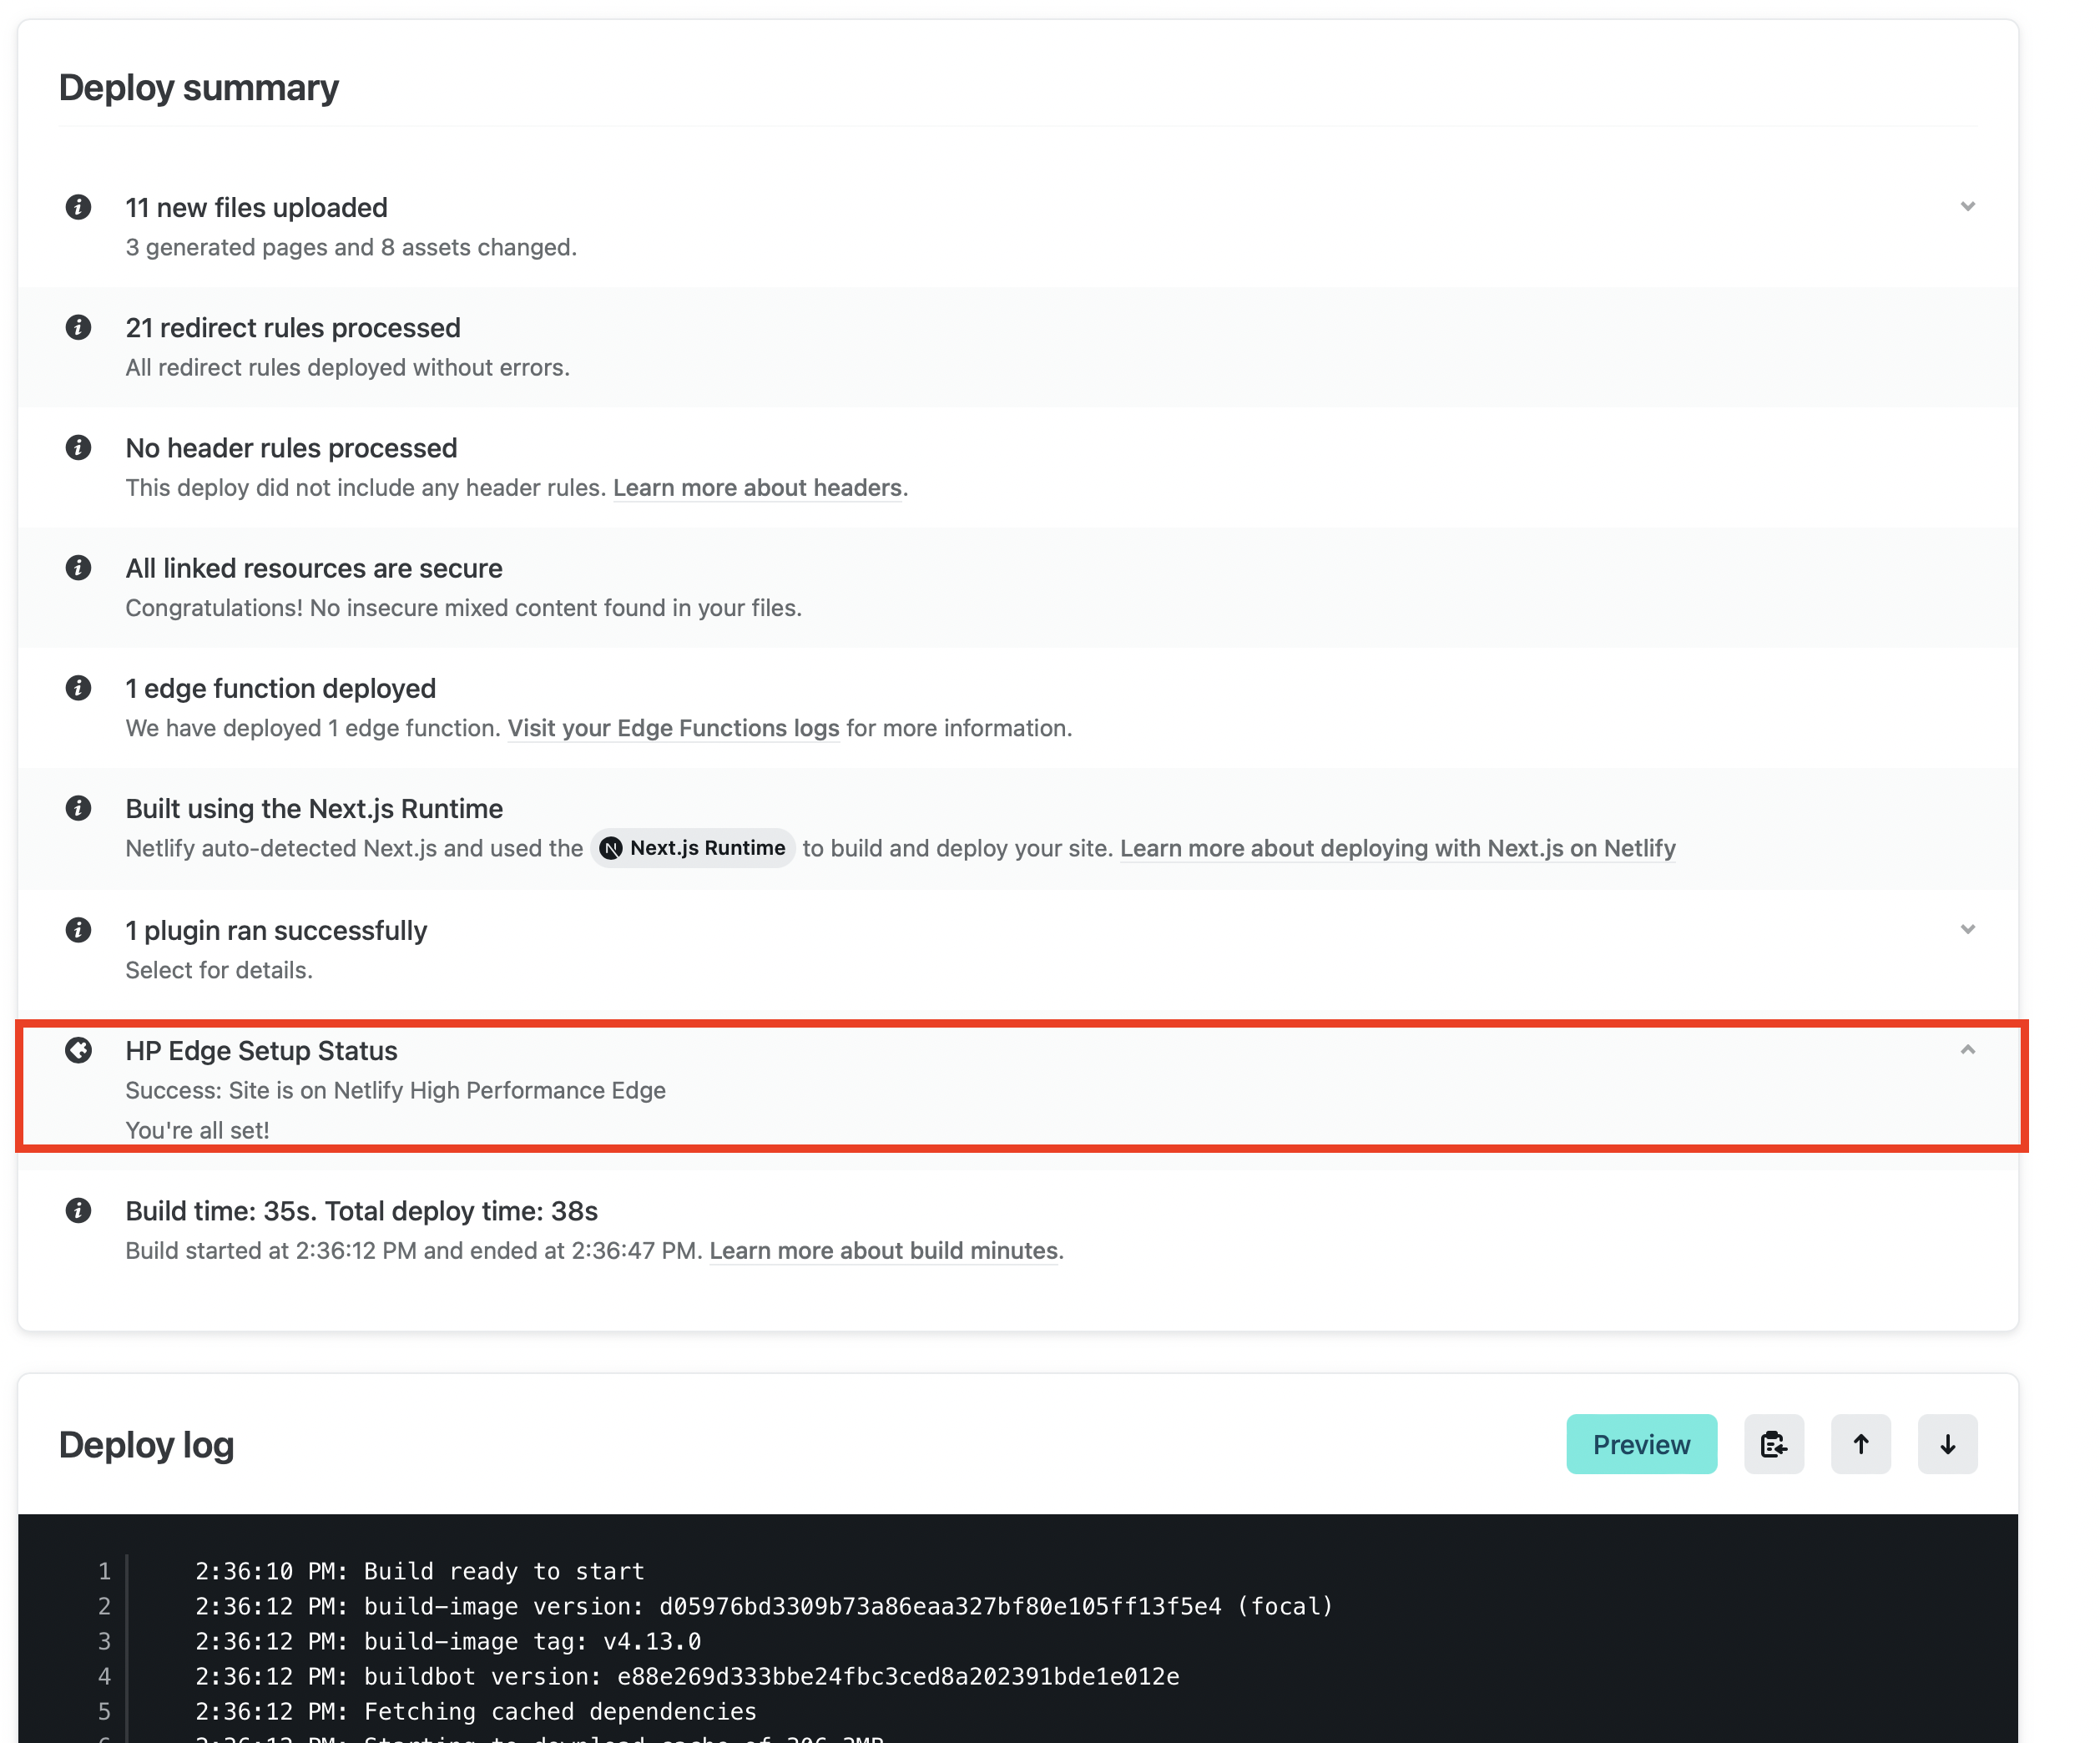 Deploy summary
11 new files uploaded
3 generated pages and 8 assets changed.
21 redirect rules processed
All redirect rules deployed without errors.
No header rules processed
This deploy did not include any header rules. Learn more about headers.
All linked resources are secure
Congratulations! No insecure mixed content found in your files.
1 edge function deployed
We have deployed 1 edge function. Visit your Edge Functions logs for more information.
Built using the Next.js Runtime
Netlify auto-detected Next.js and used the Next.js Runtime to build and deploy your site. Learn more about deploying with Next.js on Netlify
1 plugin ran successfully
Select for details.
HP Edge Setup Status
Success: Site is on Netlify High Performance Edge
You're all set!
Build time: 35s. Total deploy time: 38s
Build started at 2:36:12 PM and ended at 2:36:47 PM. Learn more about build minutes.
Deploy log
Preview
1 2:36:10 PM: Build ready to start
2 2:36:12 PM: build-image version: d05976bd3309b73a86eaa327bf80e105ff13f5e4 (focal)
3 2:36:12 PM: build-image tag: v4.13.0
4 2:36:12 PM: buildbot version: e88e269d333bbe24fbc3ced8a202391bde1e012e
5 2:36:12 PM: Fetching cached dependencies